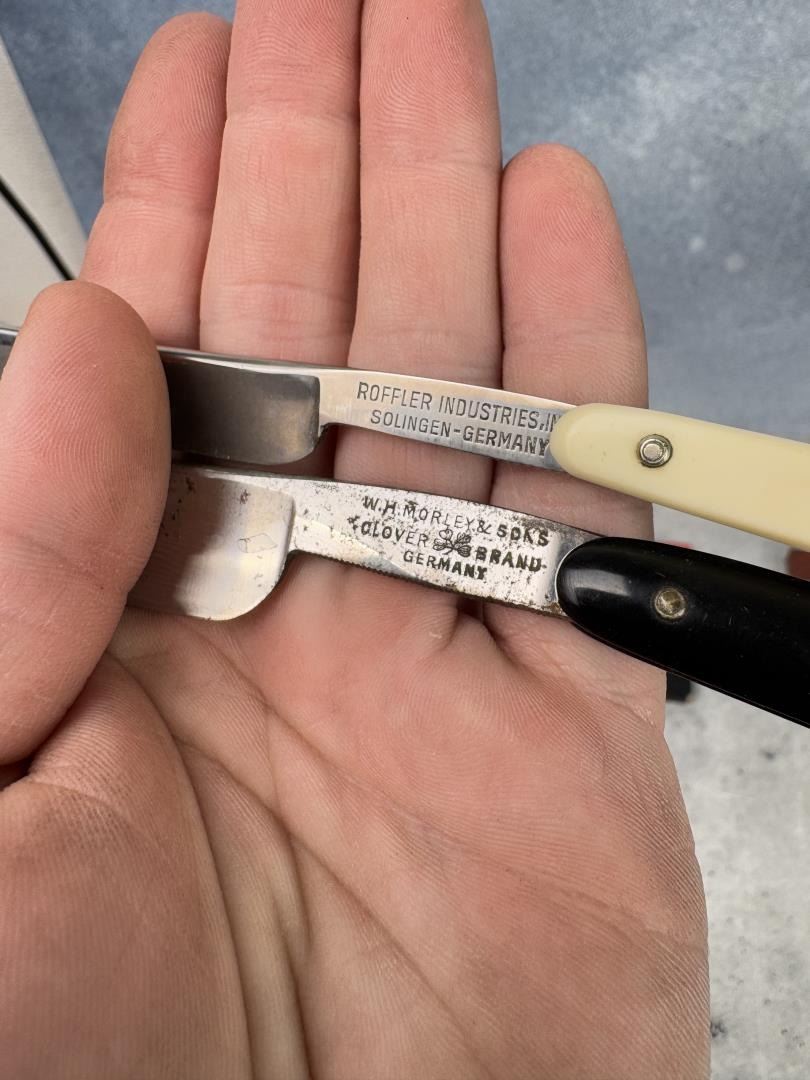 ROFFLER INDUSTRIES, IN
SOLINGEN-GERMANY
W.H.MORLEY & SONS
CLOVER BRAND
GERMANY